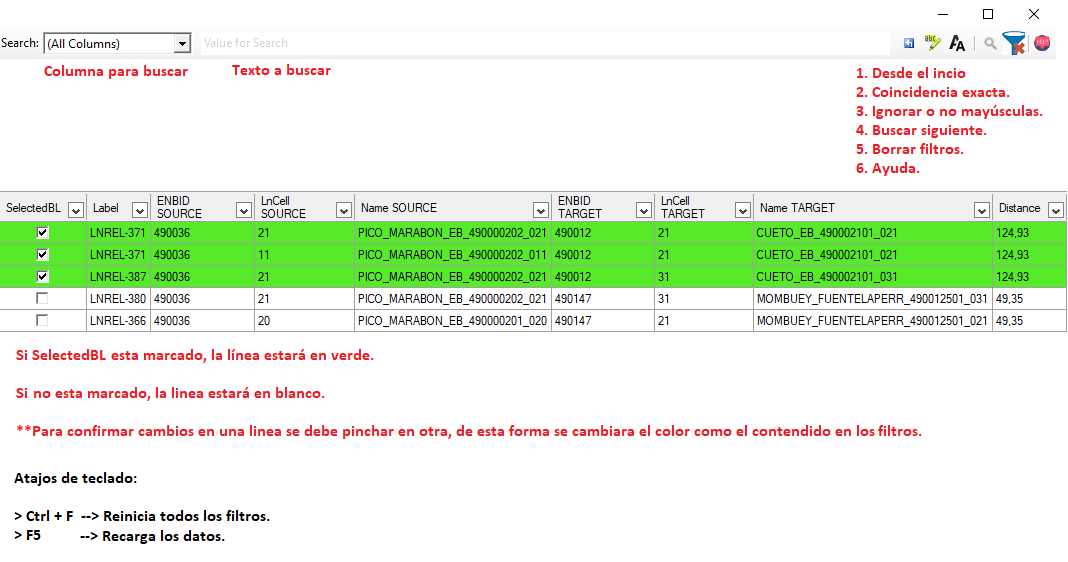 Search: (All Columns) Value for Search abc AA HELP
Columna para buscar Texto a buscar
1. Desde el incio
2. Coincidencia exacta.
3. Ignorar o no mayúsculas.
4. Buscar siguiente.
5. Borrar filtros.
6. Ayuda.
SelectedBL Label ENBID SOURCE LnCell SOURCE Name SOURCE ENBID TARGET LnCell TARGET Name TARGET Distance
LNREL-371 490036 21 PICO_MARABON_EB_490000202_021 490012 21 CUETO_EB_490002101_021 124,93
LNREL-371 490036 11 PICO_MARABON_EB_490000202_011 490012 21 CUETO_EB_490002101_021 124,93
LNREL-387 490036 21 PICO_MARABON_EB_490000202_021 490012 31 CUETO_EB_490002101_031 124,93
LNREL-380 490036 21 PICO_MARABON_EB_490000202_021 490147 31 MOMBUEY_FUENTELAPERR_490012501_031 49,35
LNREL-366 490036 20 PICO_MARABON_EB_490000201_020 490147 21 MOMBUEY_FUENTELAPERR_490012501_021 49,35
Si SelectedBL esta marcado, la línea estará en verde.
Si no esta marcado, la linea estará en blanco.
**Para confirmar cambios en una linea se debe pinchar en otra, de esta forma se cambiara el color como el contendido en los filtros.
Atajos de teclado:
> Ctrl + F --> Reinicia todos los filtros.
> F5 --> Recarga los datos.